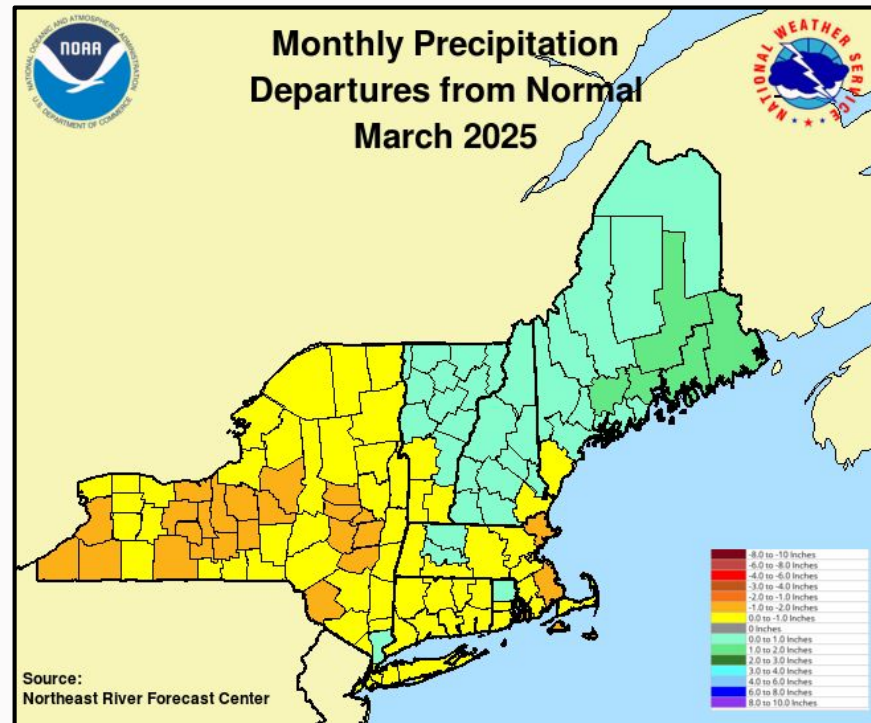 NATIONAL OCEANIC AND ATMOSPHERIC ADMINISTRATION
NOAA
U.S. DEPARTMENT OF COMMERCE
Monthly Precipitation
Departures from Normal
March 2025
NATIONAL WEATHER SERVICE
-8.0 to -10 Inches
-6.0 to -8.0 Inches
-4.0 to -6.0 Inches
-3.0 to -4.0 Inches
-2.0 to -1.0 Inches
-1.0 to -2.0 Inches
0.0 to -1.0 Inches
0 Inches
0.0 to 1.0 Inches
1.0 to 2.0 Inches
2.0 to 3.0 Inches
3.0 to 4.0 Inches
4.0 to 6.0 Inches
6.0 to 8.0 Inches
8.0 to 10.0 Inches
Source:
Northeast River Forecast Center